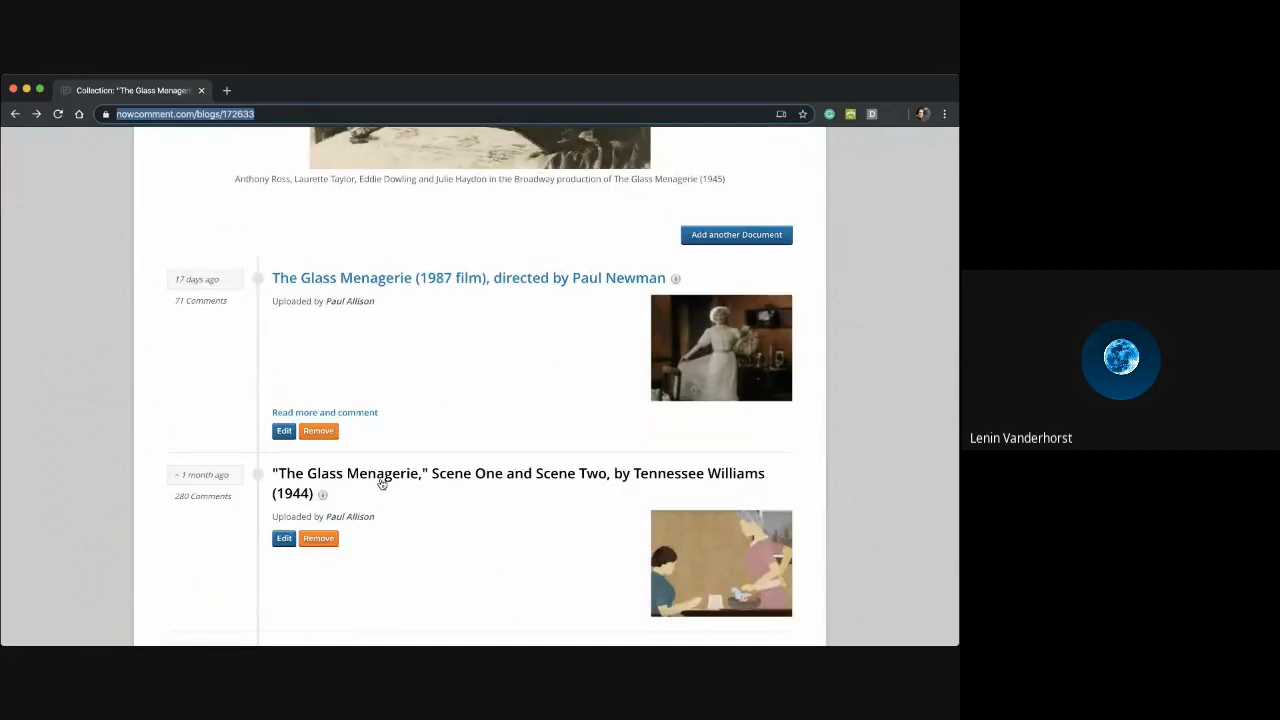 Collection: "The Glass Menageri
nowcomment.com/blogs/172633
D
Anthony Ross, Laurette Taylor, Eddie Dowling and Julie Haydon in the Broadway production of The Glass Menagerie (1945)
Add another Document
17 days ago
71 Comments
The Glass Menagerie (1987 film), directed by Paul Newman
Uploaded by Paul Allison
Read more and comment
Edit Remove
~ 1 month ago
280 Comments
"The Glass Menagerie," Scene One and Scene Two, by Tennessee Williams
(1944)
Uploaded by Paul Allison
Edit Remove
Lenin Vanderhorst